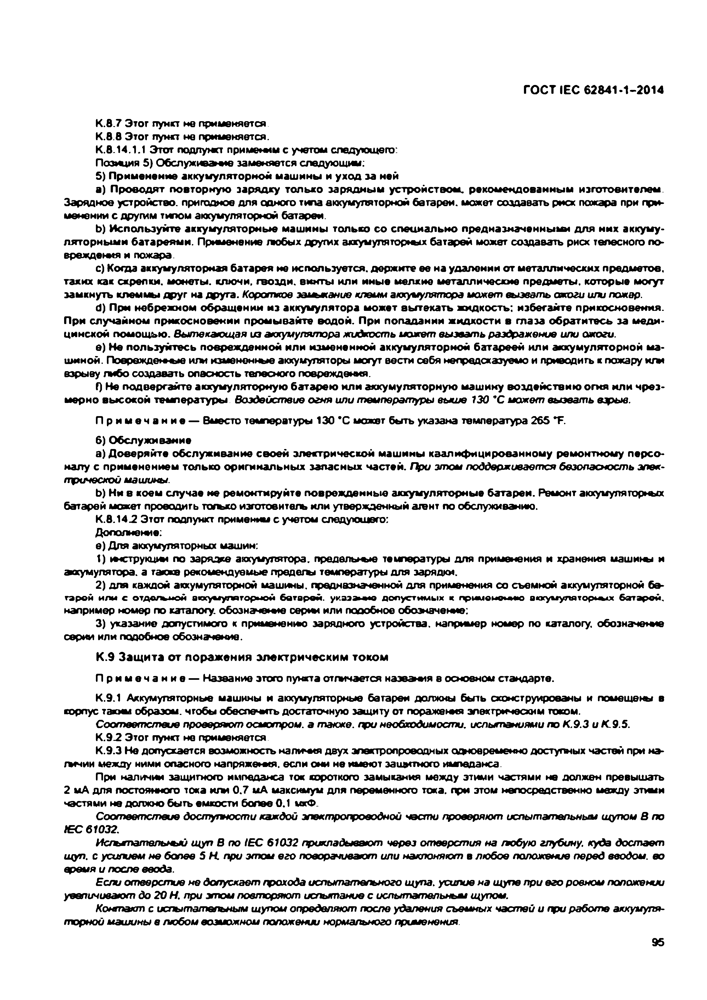 ГОСТ IEC 62841-1–2014
К.8.7 Этот пункт не применяется.
К.8.8 Этот пункт не применяется.
К.8.14.1.1 Этот подпункт применим с учетом следующего:
Позиция 5) Обслуживание заменяется следующим:
5) Применение аккумуляторной машины и уход за ней
a) Проводят повторную зарядку только зарядным устройством, рекомендованным изготовителем.
Зарядное устройство, пригодное для одного типа аккумуляторной батареи, может создавать риск пожара при при-
менении с другим типом аккумуляторной батареи.
b) Используйте аккумуляторные машины только со специально предназначенными для них аккуму-
ляторными батареями. Применение любых других аккумуляторных батарей может создавать риск телесного по-
вреждения и пожара.
c) Когда аккумуляторная батарея не используется, держите ее на удалении от металлических предметов,
таких как скрепки, монеты, ключи, гвозди, винты или иные мелкие металлические предметы, которые могут
замкнуть клеммы друг на друга. Короткое замыкание клемм аккумулятора может вызвать ожоги или пожар.
d) При небрежном обращении из аккумулятора может вытекать жидкость; избегайте прикосновения.
При случайном прикосновении промывайте водой. При попадании жидкости в глаза обратитесь за меди-
цинской помощью. Вытекающая из аккумулятора жидкость может вызвать раздражение или ожоги.
e) Не пользуйтесь поврежденной или измененной аккумуляторной батареей или аккумуляторной ма-
шиной. Поврежденные или измененные аккумуляторы могут вести себя непредсказуемо и приводить к пожару или
взрыву либо создавать опасность телесного повреждения.
f) Не подвергайте аккумуляторную батарею или аккумуляторную машину воздействию огня или чрез-
мерно высокой температуры. Воздействие огня или температуры выше 130 °С может вызвать взрыв.
Примечание — Вместо температуры 130 °С может быть указана температура 265 °F.
6) Обслуживание
a) Доверяйте обслуживание своей электрической машины квалифицированному ремонтному персо-
налу с применением только оригинальных запасных частей. При этом поддерживается безопасность элек-
трической машины.
b) Ни в коем случае не ремонтируйте поврежденные аккумуляторные батареи. Ремонт аккумуляторных
батарей может проводить только изготовитель или утвержденный агент по обслуживанию.
К.8.14.2 Этот подпункт применим с учетом следующего:
Дополнение:
e) Для аккумуляторных машин:
1) инструкции по зарядке аккумулятора, предельные температуры для применения и хранения машины и
аккумулятора, а также рекомендуемые пределы температуры для зарядки.
2) для каждой аккумуляторной машины, предназначенной для применения со съемной аккумуляторной ба-
тарей или с отдельной аккумуляторной батарей, указание допустимых к применению аккумуляторных батарей,
например номер по каталогу, обозначение серии или подобное обозначение;
3) указание допустимого к применению зарядного устройства, например номер по каталогу, обозначение
серии или подобное обозначение.
К.9 Защита от поражения электрическим током
Примечание — Название этого пункта отличается названия в основном стандарте.
К.9.1 Аккумуляторные машины и аккумуляторные батареи должны быть сконструированы и помещены в
корпус таким образом, чтобы обеспечить достаточную защиту от поражения электрическим током.
Соответствие проверяют осмотром, а также, при необходимости, испытаниями по К.9.3 и К.9.5.
К.9.2 Этот пункт не применяется.
К.9.3 Не допускается возможность наличия двух электропроводных одновременно доступных частей при на-
личии между ними опасного напряжения, если они не имеют защитного импеданса.
При наличии защитного импеданса ток короткого замыкания между этими частями не должен превышать
2 мА для постоянного тока или 0,7 мА максимум для переменного тока, при этом непосредственно между этими
частями не должно быть емкости более 0,1 мкФ.
Соответствие доступности каждой электропроводной части проверяют испытательным щупом В по
IEC 61032.
Испытательный щуп В по IEC 61032 прикладывают через отверстия на любую глубину, куда достает
щуп, с усилием не более 5 Н, при этом его поворачивают или наклоняют в любое положение перед вводом, во
время и после ввода.
Если отверстие не допускает прохода испытательного щупа, усилие на щупе при его ровном положении
увеличивают до 20 Н, при этом повторяют испытание с испытательным щупом.
Контакт с испытательным щупом определяют после удаления съемных частей и при работе аккумуля-
торной машины в любом возможном положении нормального применения.
95